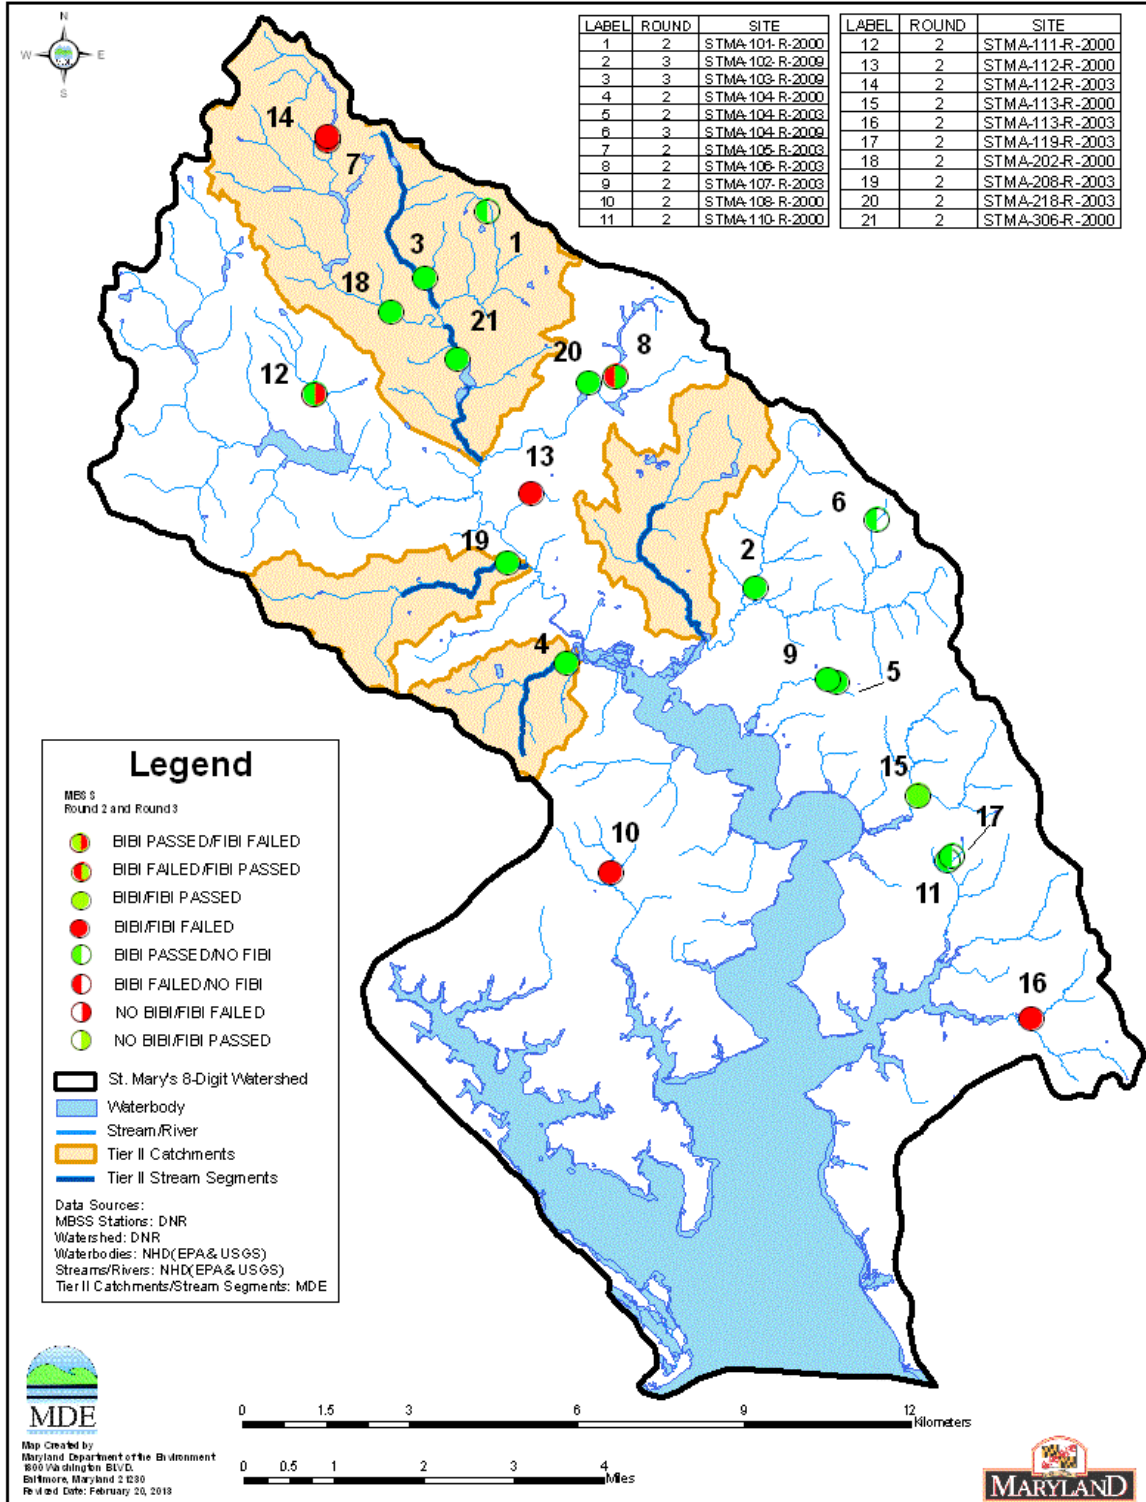 N
W E
S
LABEL ROUND SITE
1 2 STMA-101-R-2000
2 3 STMA-102-R-2009
3 3 STMA-103-R-2009
4 2 STMA-104-R-2000
5 2 STMA-104-R-2003
6 3 STMA-104-R-2009
7 2 STMA-105-R-2003
8 2 STMA-106-R-2003
9 2 STMA-107-R-2003
10 2 STMA-108-R-2000
11 2 STMA-110-R-2000
LABEL ROUND SITE
12 2 STMA-111-R-2000
13 2 STMA-112-R-2000
14 2 STMA-112-R-2003
15 2 STMA-113-R-2000
16 2 STMA-113-R-2003
17 2 STMA-119-R-2003
18 2 STMA-202-R-2000
19 2 STMA-208-R-2003
20 2 STMA-218-R-2003
21 2 STMA-306-R-2000
14
7
1
3
18
21
20
8
12
13
6
2
19
4
9
5
15
17
10
11
16
Legend
MBSS
Round 2 and Round 3
BIBI PASSED/FIBI FAILED
BIBI FAILED/FIBI PASSED
BIBI/FIBI PASSED
BIBI/FIBI FAILED
BIBI PASSED/NO FIBI
BIBI FAILED/NO FIBI
NO BIBI/FIBI FAILED
NO BIBI/FIBI PASSED
St. Mary's 8-Digit Watershed
Waterbody
Stream/River
Tier II Catchments
Tier II Stream Segments
Data Sources:
MBSS Stations: DNR
Watershed: DNR
Waterbodies: NHD(EPA & USGS)
Streams/Rivers: NHD(EPA & USGS)
Tier II Catchments/Stream Segments: MDE
MDE
Map Created by
Maryland Department of the Environment
1800 Washington BLVD.
Baltimore, Maryland 21230
Revised Date: February 20, 2013
0 1.5 3 6 9 12
Kilometers
0 0.5 1 2 3 4
Miles
MARYLAND